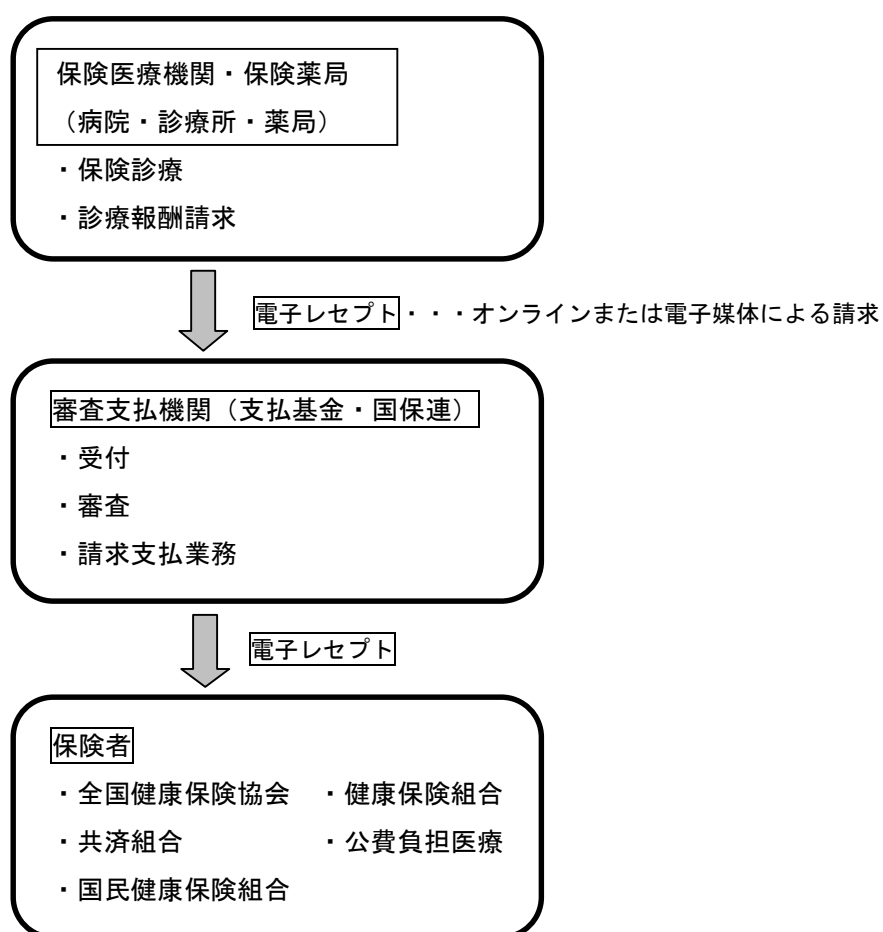 保険医療機関・保険薬局
（病院・診療所・薬局）
・保険診療
・診療報酬請求
電子レセプト・・・オンラインまたは電子媒体による請求
審査支払機関（支払基金・国保連）
・受付
・審査
・請求支払業務
電子レセプト
保険者
・全国健康保険協会　・健康保険組合
・共済組合　・公費負担医療
・国民健康保険組合